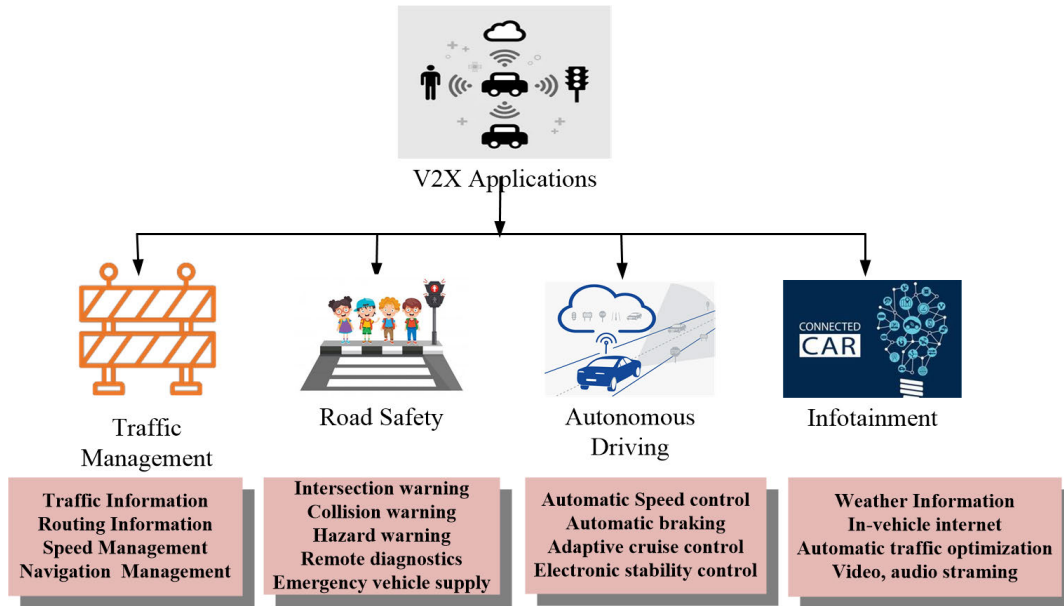 V2X Applications
Traffic
Management
Road Safety
Autonomous
Driving
CONNECTED
CAR
Infotainment
Traffic Information
Routing Information
Speed Management
Navigation Management
Intersection warning
Collision warning
Hazard warning
Remote diagnostics
Emergency vehicle supply
Automatic Speed control
Automatic braking
Adaptive cruise control
Electronic stability control
Weather Information
In-vehicle internet
Automatic traffic optimization
Video, audio straming